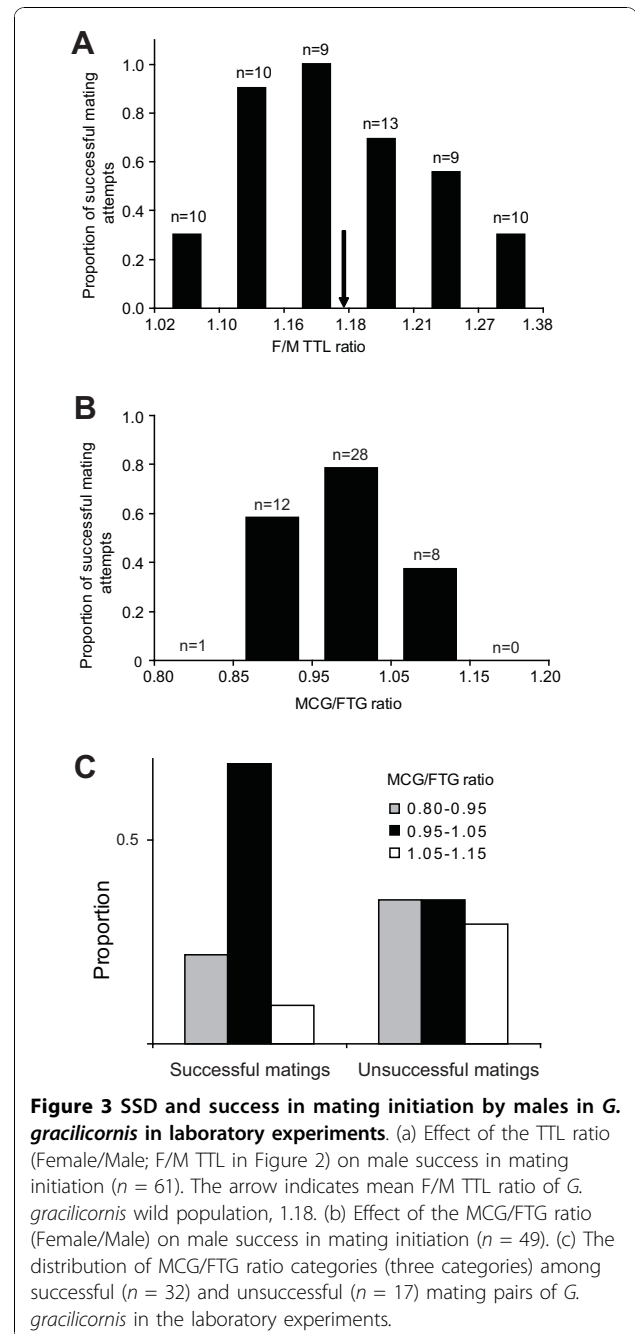 A
Proportion of successful mating
attempts
1.0
0.8
0.6
0.4
0.2
0.0
n=10
n=10
n=9
n=13
n=9
n=10
1.02 1.10 1.16 1.18 1.21 1.27 1.38
F/M TTL ratio
B
Proportion of successful mating
attempts
1.0
0.8
0.6
0.4
0.2
0
n=1
n=12
n=28
n=8
n=0
0.80 0.85 0.95 1.05 1.15 1.20
MCG/FTG ratio
C
Proportion
0.5
MCG/FTG ratio
0.80-0.95
0.95-1.05
1.05-1.15
Successful matings Unsuccessful matings
Figure 3 SSD and success in mating initiation by males in G.
gracilicornis in laboratory experiments. (a) Effect of the TTL ratio
(Female/Male; F/M TTL in Figure 2) on male success in mating
initiation (n = 61). The arrow indicates mean F/M TTL ratio of G.
gracilicornis wild population, 1.18. (b) Effect of the MCG/FTG ratio
(Female/Male) on male success in mating initiation (n = 49). (c) The
distribution of MCG/FTG ratio categories (three categories) among
successful (n = 32) and unsuccessful (n = 17) mating pairs of G.
gracilicornis in the laboratory experiments.